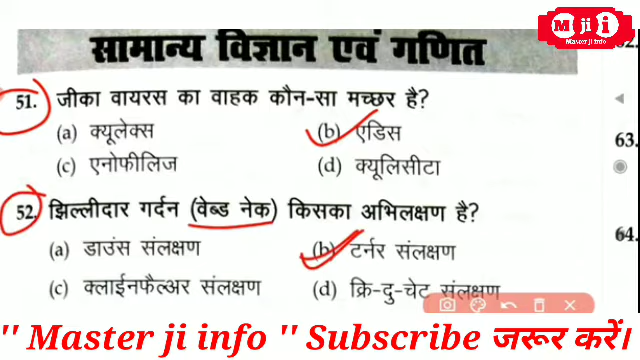 M ji i
Master ji info
सामान्य विज्ञान एवं गणित
51. जीका वायरस का वाहक कौन-सा मच्छर है?
(a) क्यूलेक्स (b) एडिस
(c) एनोफीलिज (d) क्यूलिसीटा
63.
52. झिल्लीदार गर्दन (वेब्ड नेक) किसका अभिलक्षण है?
64.
(a) डाउंस संलक्षण (b) टर्नर संलक्षण
(c) क्लाईनफैल्अर संलक्षण (d) क्रि-दु-चेट संलक्षण
'' Master ji info '' Subscribe जरूर करें।